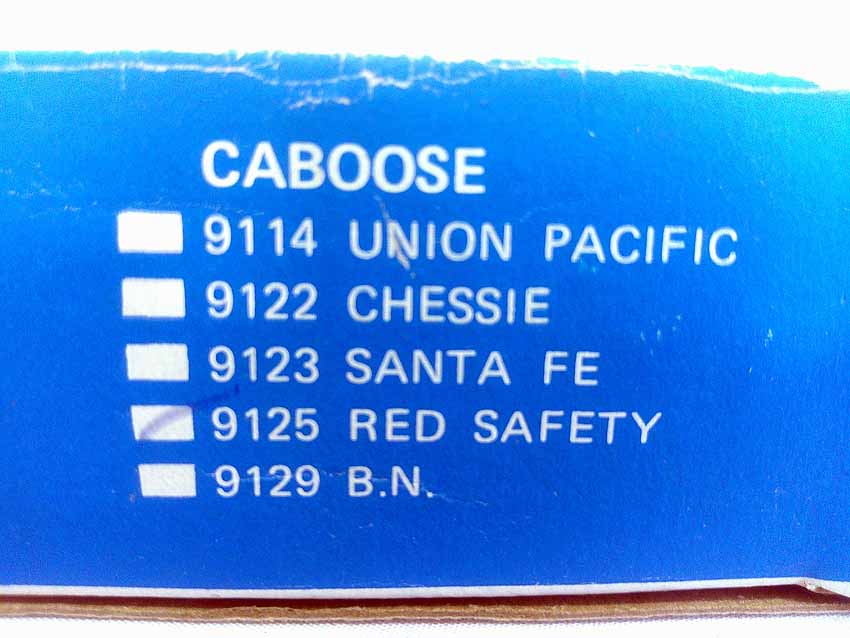 CABOOSE
9114 UNION PACIFIC
9122 CHESSIE
9123 SANTA FE
9125 RED SAFETY
9129 B.N.